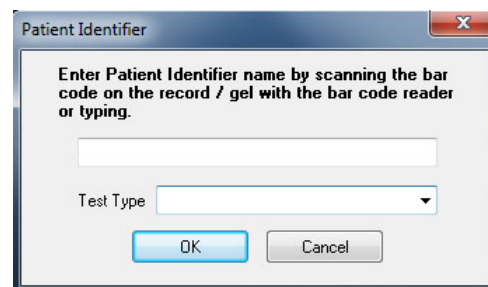 Patient Identifier
Enter Patient Identifier name by scanning the bar
code on the record / gel with the bar code reader
or typing.
Test Type
OK
Cancel